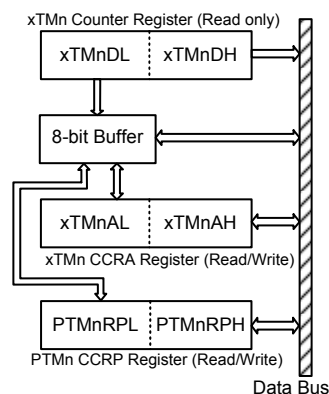 xTMn Counter Register (Read only)
xTMnDL xTMnDH
8-bit Buffer
xTMnAL xTMnAH
xTMn CCRA Register (Read/Write)
PTMnRPL PTMnRPH
PTMn CCRP Register (Read/Write)
Data Bus